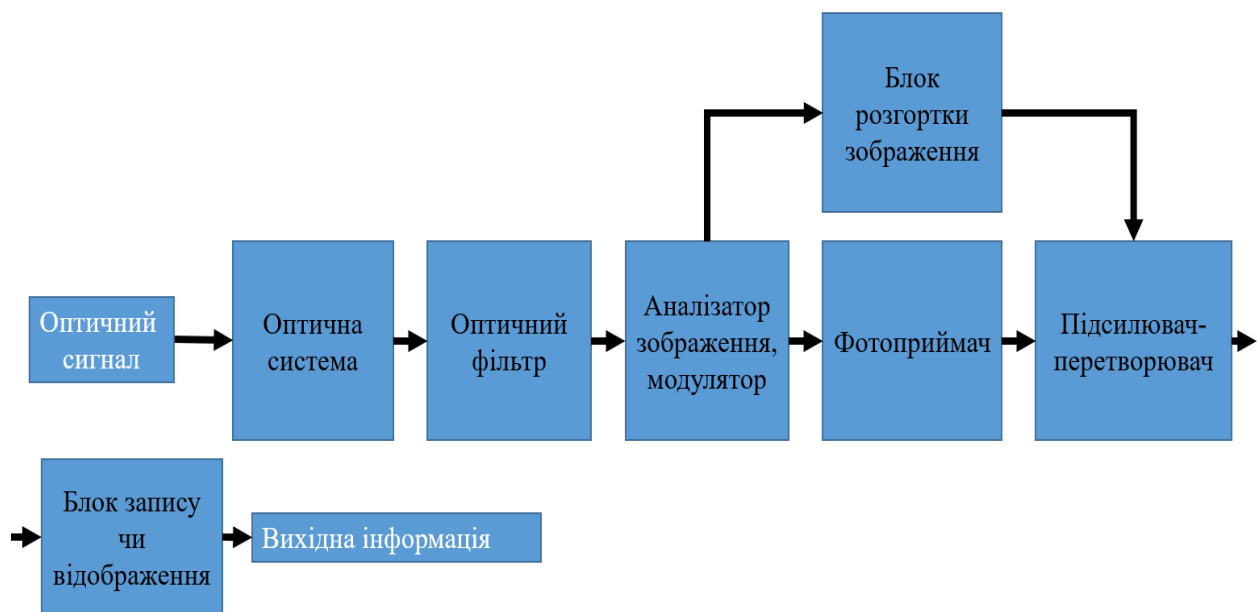 Блок
розгортки
зображення
Оптичний
сигнал
Оптична
система
Оптичний
фільтр
Аналізатор
зображення,
модулятор
Фотоприймач
Підсилювач-
перетворювач
Блок запису
чи
відображення
Вихідна інформація